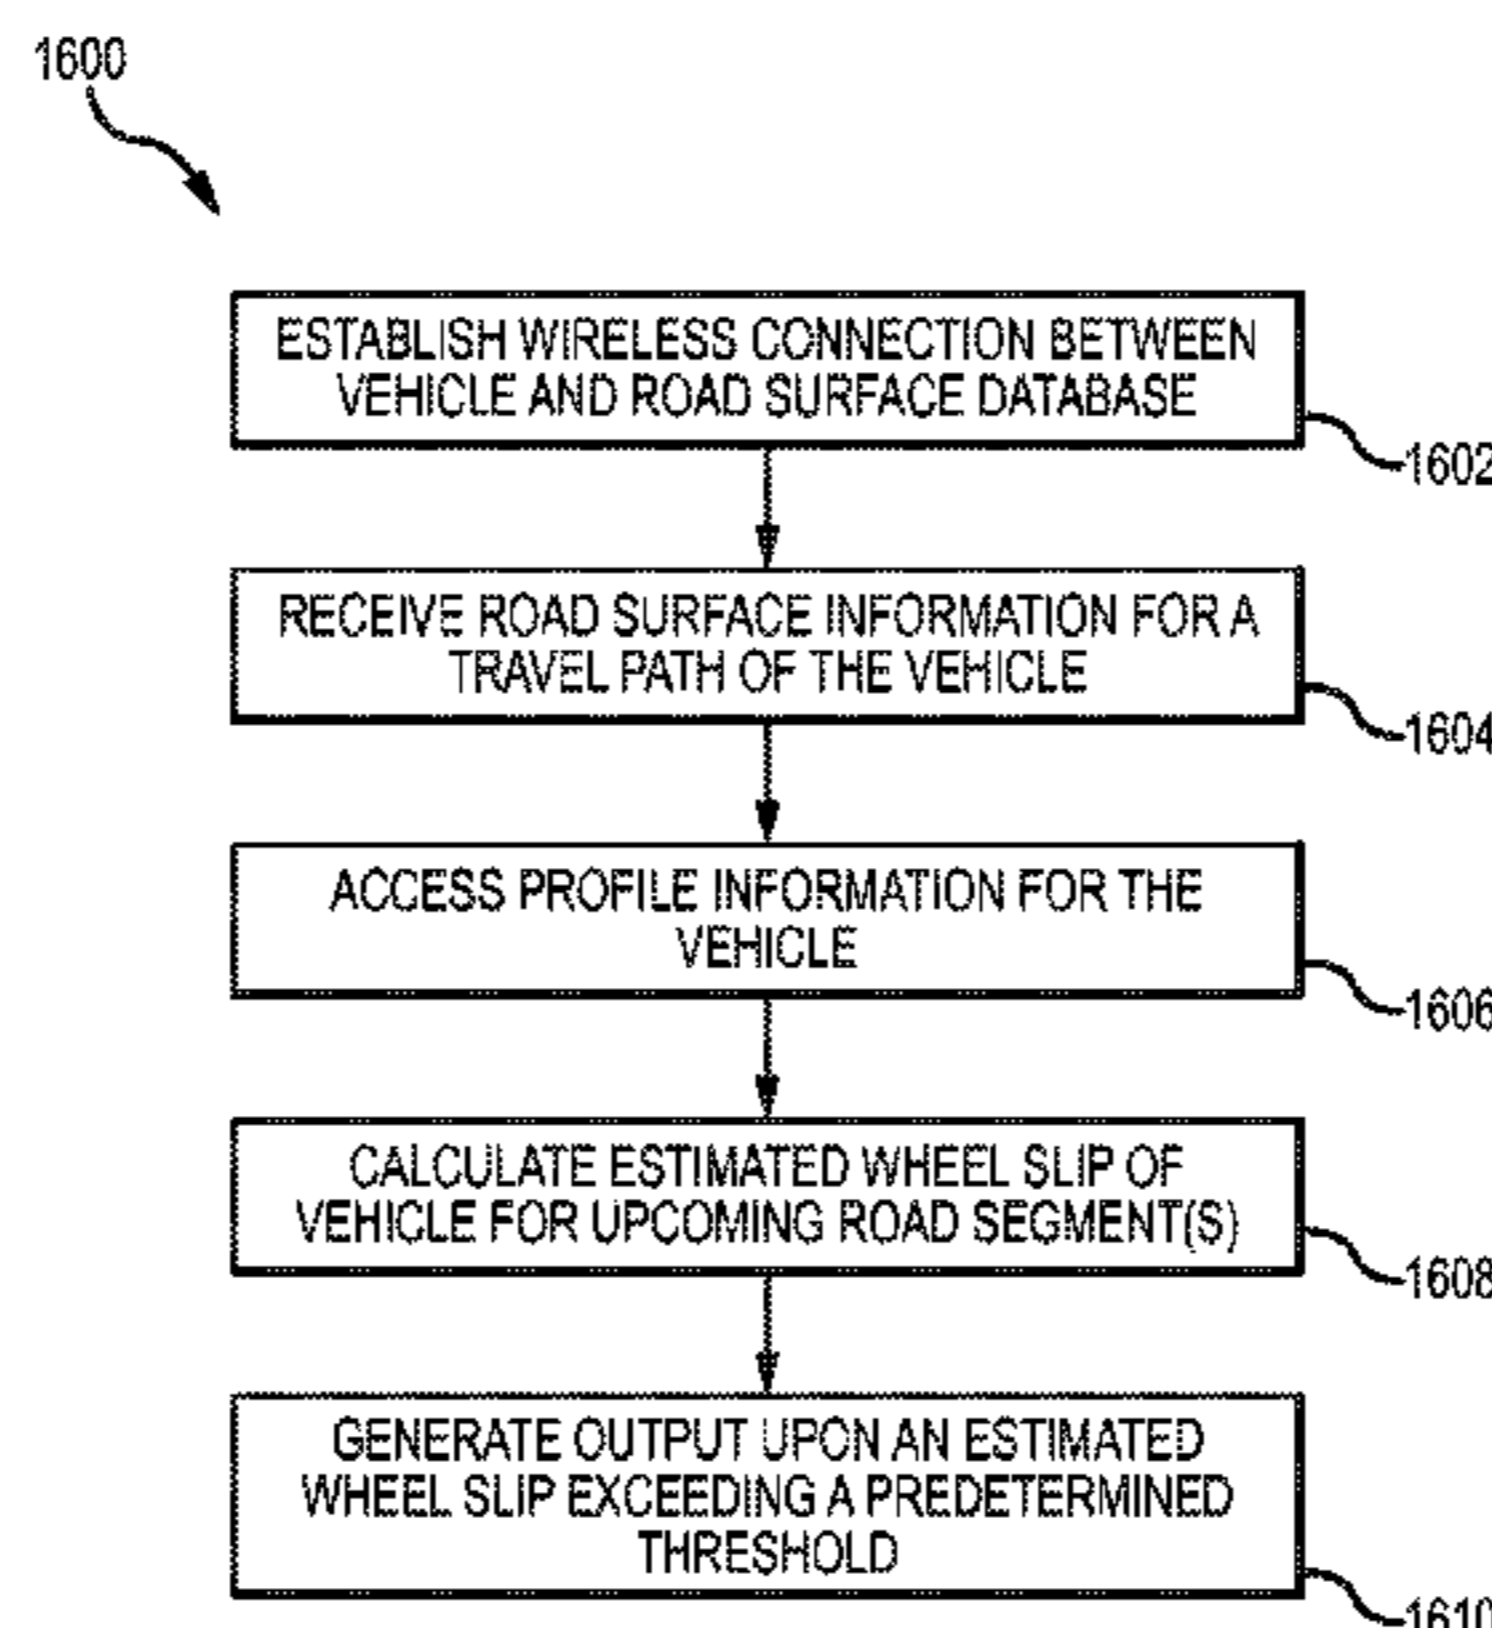 1600
ESTABLISH WIRELESS CONNECTION BETWEEN
VEHICLE AND ROAD SURFACE DATABASE
1602
RECEIVE ROAD SURFACE INFORMATION FOR A
TRAVEL PATH OF THE VEHICLE
1604
ACCESS PROFILE INFORMATION FOR THE
VEHICLE
1606
CALCULATE ESTIMATED WHEEL SLIP OF
VEHICLE FOR UPCOMING ROAD SEGMENT(S)
1608
GENERATE OUTPUT UPON AN ESTIMATED
WHEEL SLIP EXCEEDING A PREDETERMINED
THRESHOLD
1610